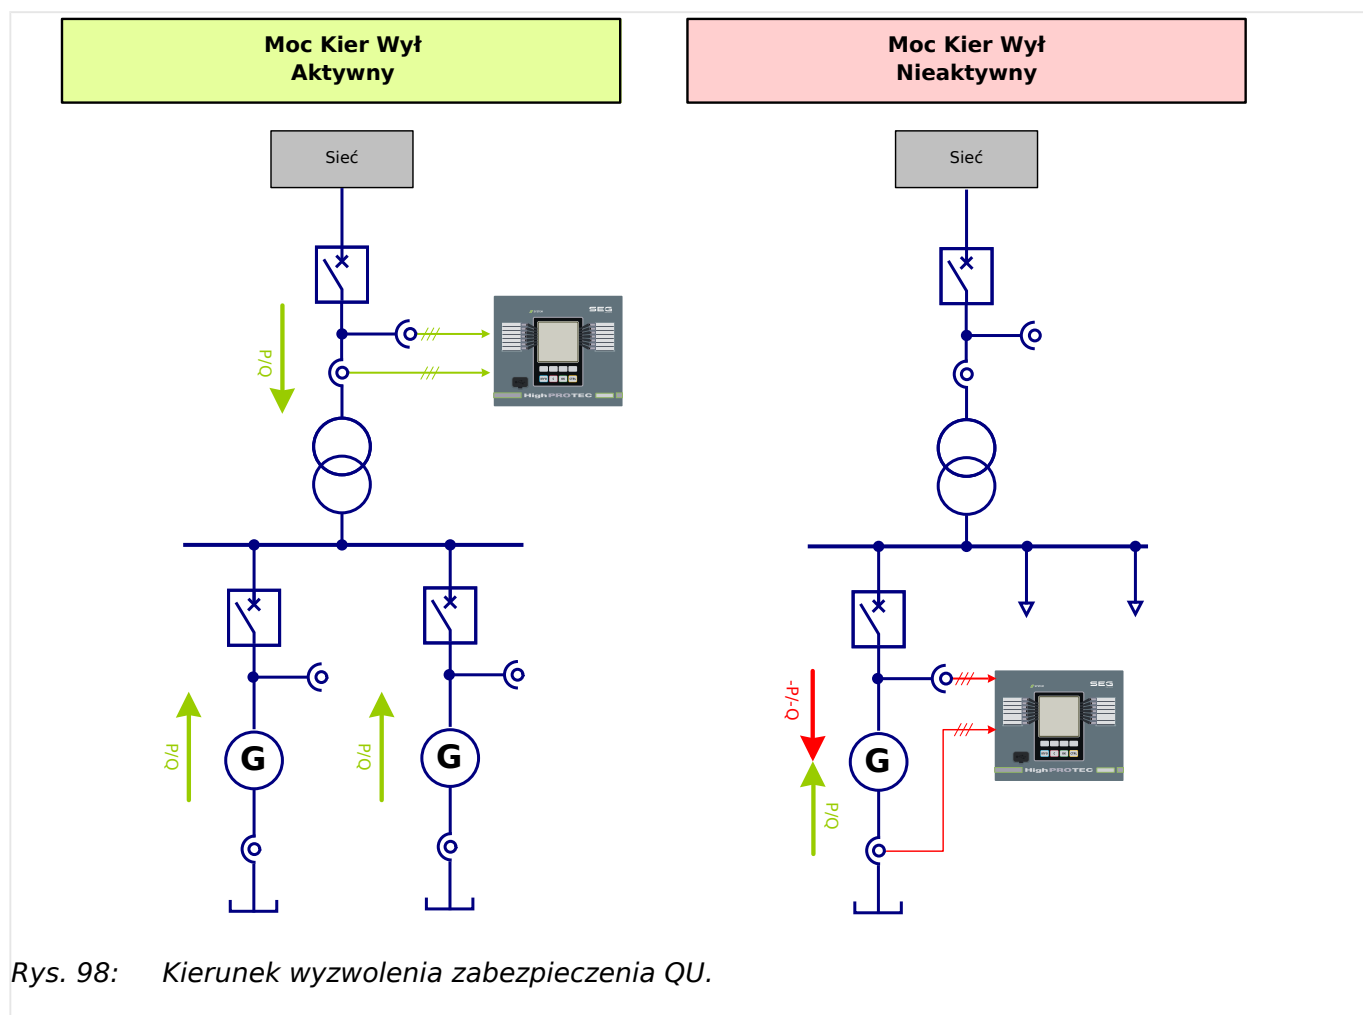 Moc Kier Wył
Aktywny
Moc Kier Wył
Nieaktywny
Sieć
Sieć
P/Q
SEG
HighPROTEC
P/Q
G
P/Q
G
-P/-Q
P/Q
G
SEG
HighPROTEC
Rys. 98: Kierunek wyzwolenia zabezpieczenia QU.